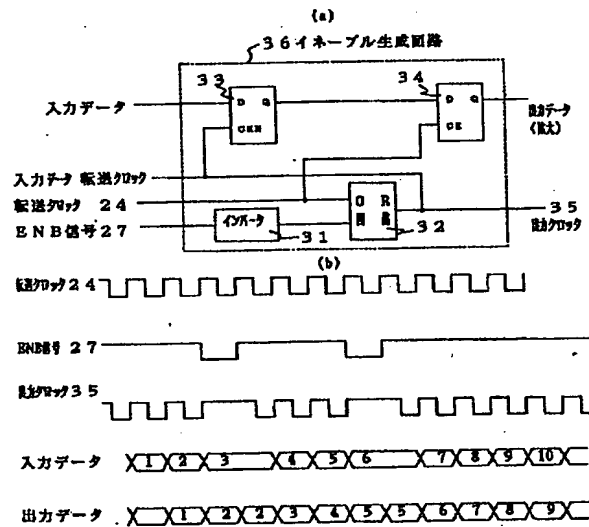 (a)
36イネーブル生成回路
33
34
入力データ
D Q
CKN
D Q
CK
出力データ
(拡大)
入力データ転送クロック
転送クロック 24
ENB信号27
インバータ
31
OR
回路
32
35
出力クロック
(b)
転送クロック24
ENB信号 27
出力クロック35
入力データ
1 2 3 4 5 6 7 8 9 10
出力データ
1 2 2 3 4 5 5 6 7 8 9